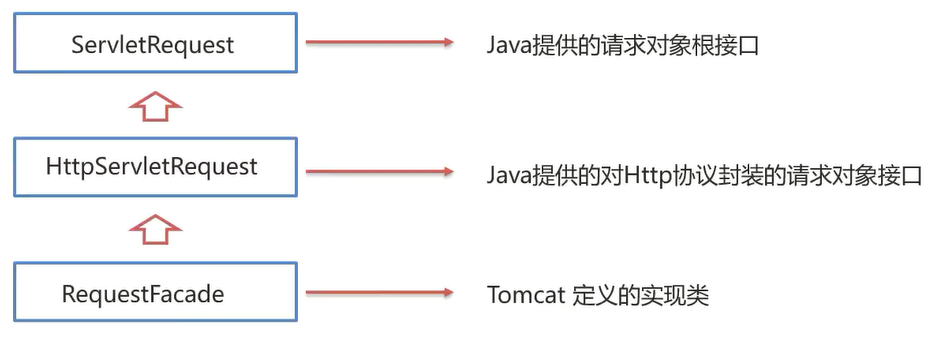 ServletRequest
Java提供的请求对象根接口
HttpServletRequest
Java提供的对Http协议封装的请求对象接口
RequestFacade
Tomcat 定义的实现类